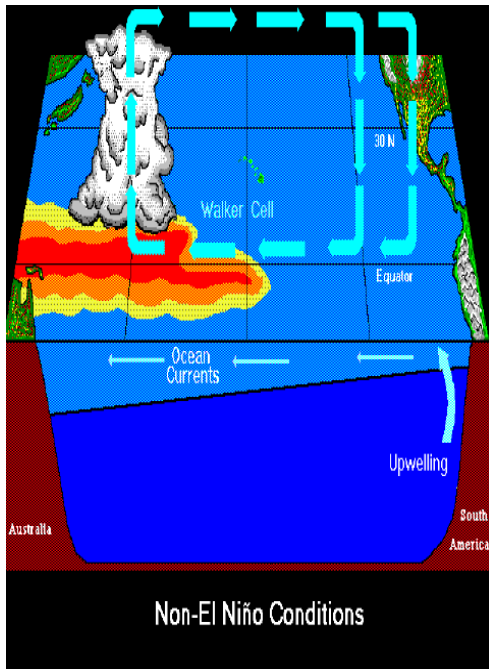 30 N
Walker Cell
Equator
Ocean
Currents
Upwelling
Australia
South
America
Non-El Niño Conditions